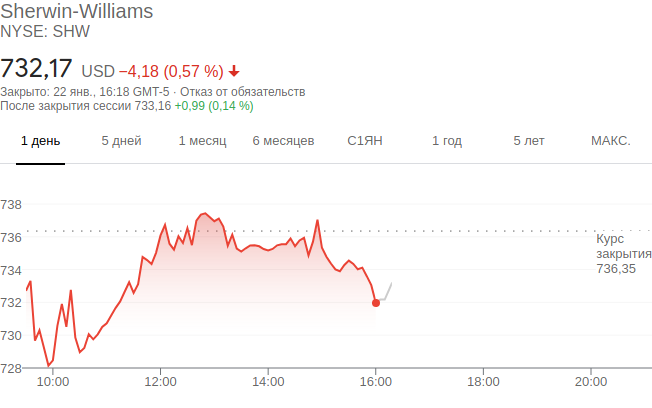 Sherwin-Williams
NYSE: SHW
732,17 USD −4,18 (0,57 %)
Закрыто: 22 янв., 16:18 GMT-5 · Отказ от обязательств
После закрытия сессии 733,16 +0,99 (0,14 %)
1 день 5 дней 1 месяц 6 месяцев С1ЯН 1 год 5 лет МАКС.
738
736
Курс
закрытия
736,35
734
732
730
728
10:00 12:00 14:00 16:00 18:00 20:00